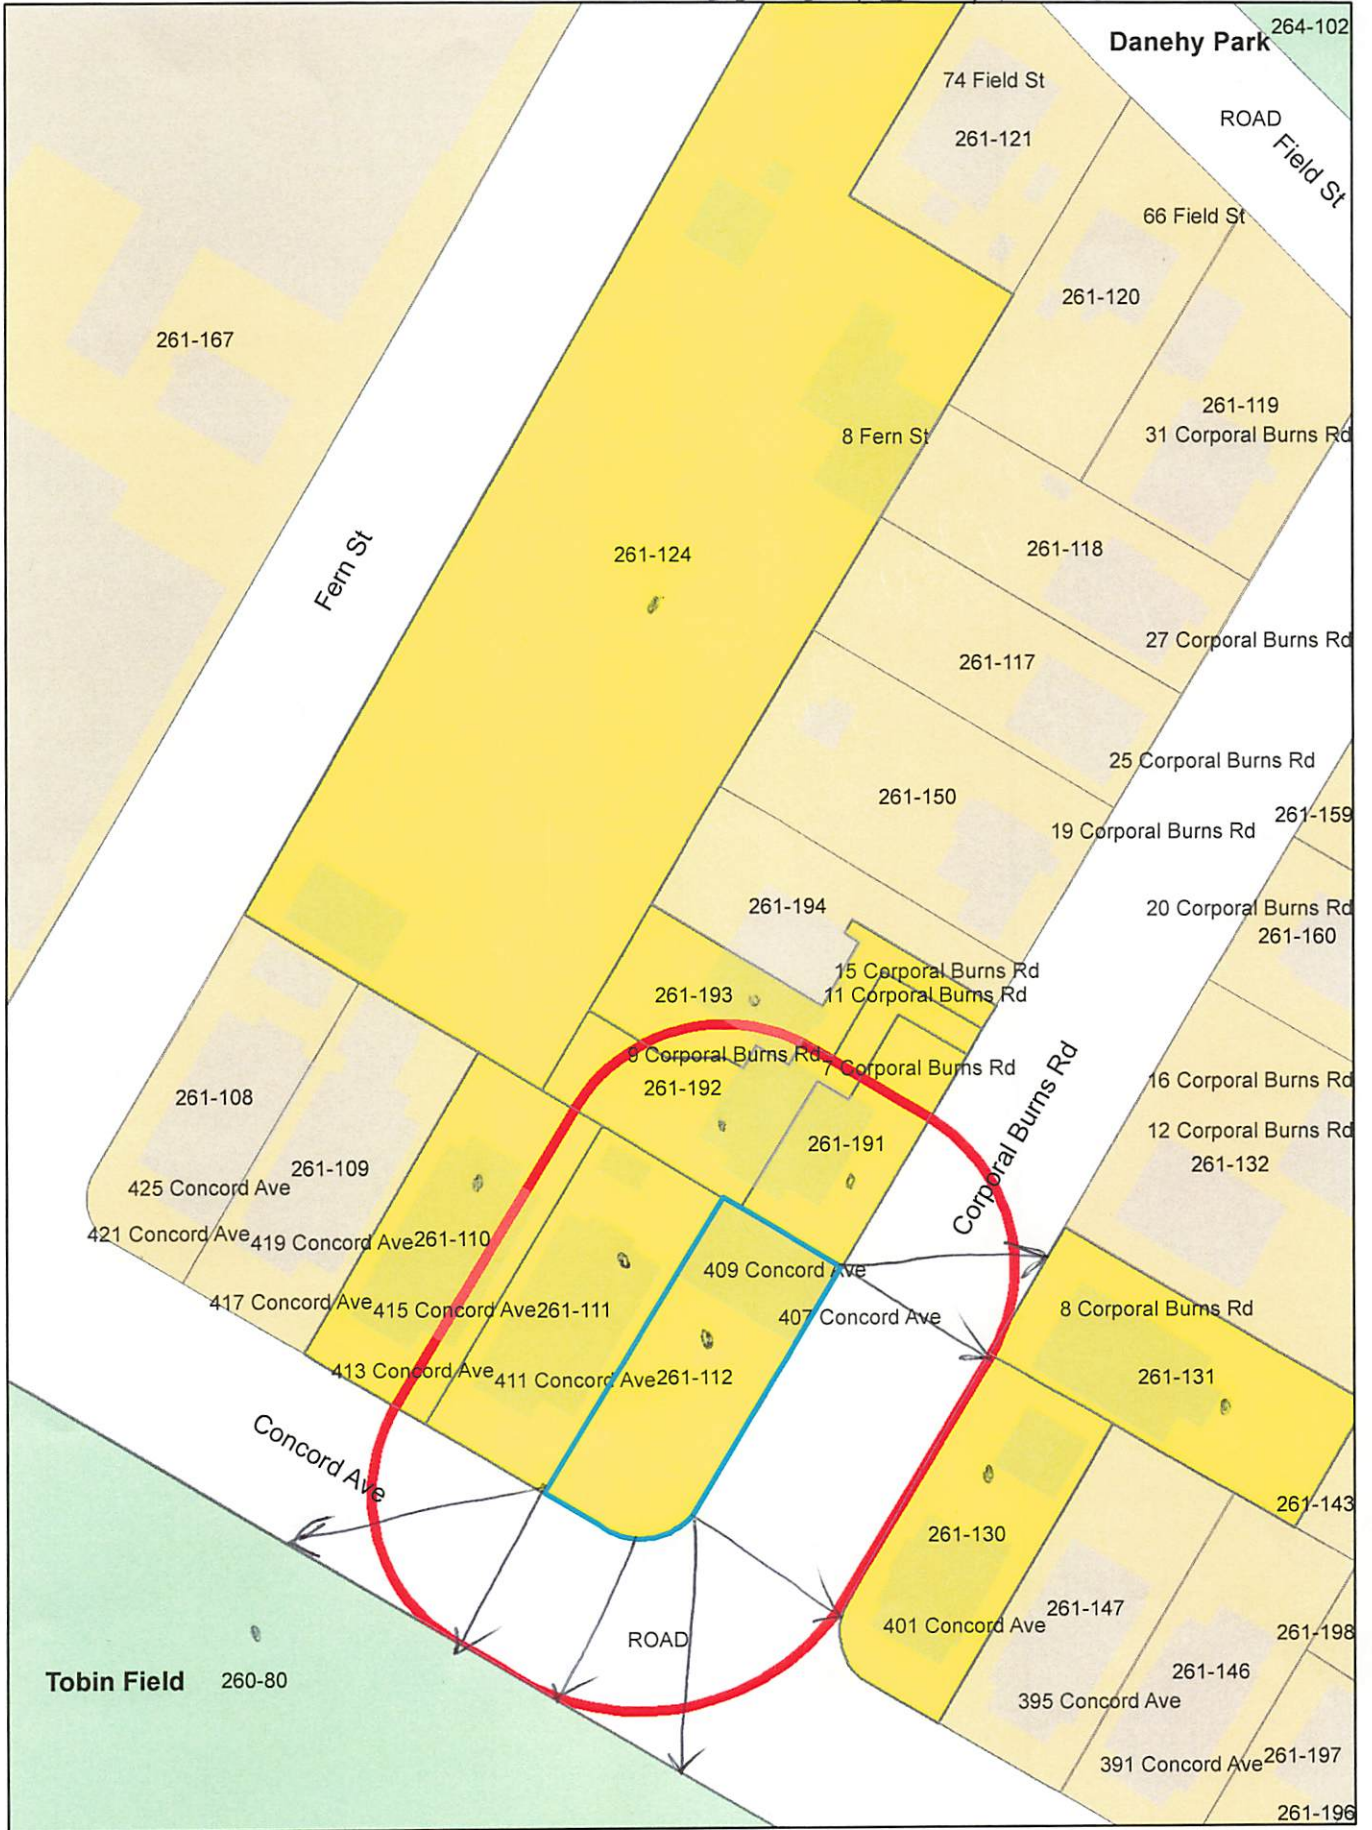 264-102
Danehy Park
74 Field St
ROAD
261-121
Field St
66 Field St
261-120
261-167
261-119
31 Corporal Burns Rd
8 Fern St
261-118
261-124
Fern St
27 Corporal Burns Rd
261-117
25 Corporal Burns Rd
261-150
261-159
19 Corporal Burns Rd
261-194
20 Corporal Burns Rd
261-160
15 Corporal Burns Rd
261-193
11 Corporal Burns Rd
9 Corporal Burns Rd
7 Corporal Burns Rd
261-192
Corporal Burns Rd
16 Corporal Burns Rd
261-108
12 Corporal Burns Rd
261-191
261-132
261-109
425 Concord Ave
421 Concord Ave
419 Concord Ave
261-110
409 Concord Ave
417 Concord Ave
415 Concord Ave
261-111
407 Concord Ave
8 Corporal Burns Rd
413 Concord Ave
411 Concord Ave
261-112
261-131
Concord Ave
261-143
261-130
261-147
401 Concord Ave
261-198
ROAD
Tobin Field
260-80
261-146
395 Concord Ave
391 Concord Ave
261-197
261-196